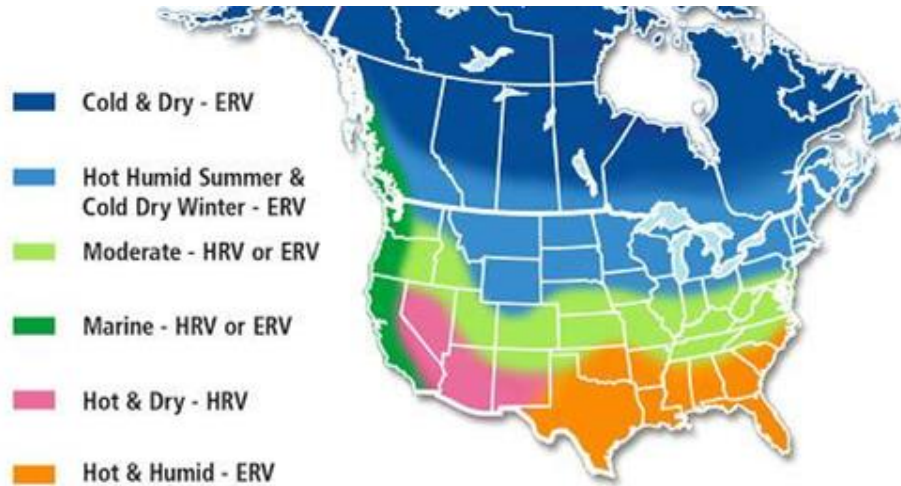 Cold & Dry - ERV
Hot Humid Summer &
Cold Dry Winter - ERV
Moderate - HRV or ERV
Marine - HRV or ERV
Hot & Dry - HRV
Hot & Humid - ERV